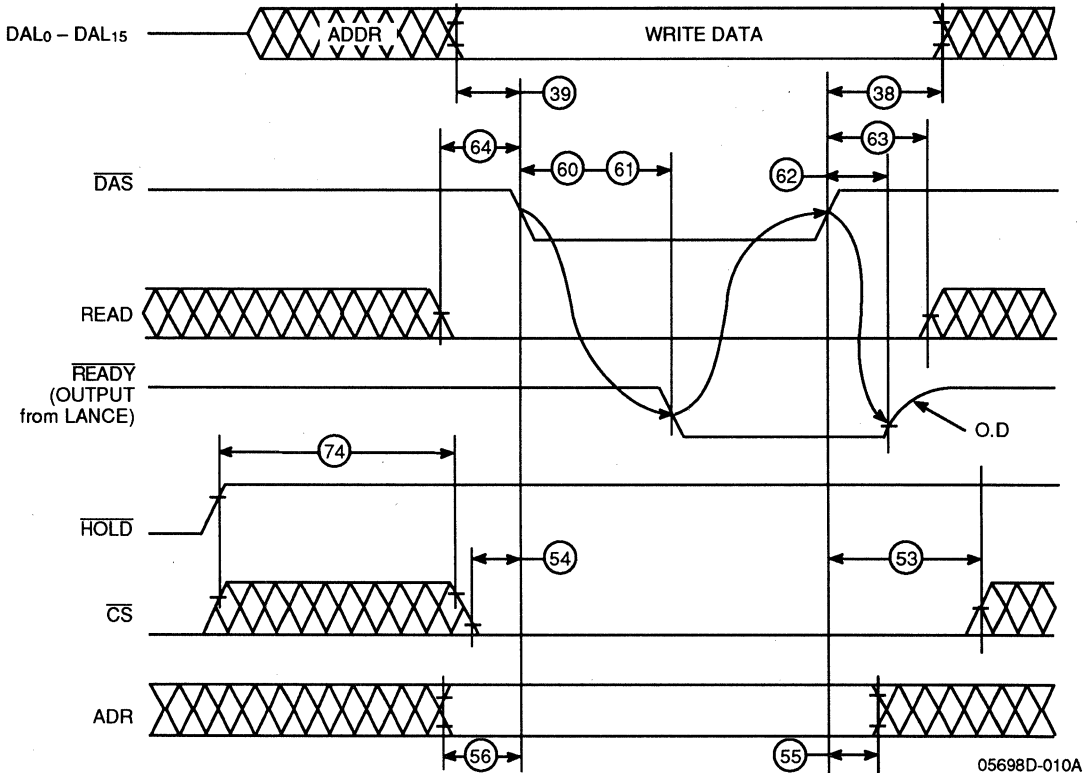 DAL0 – DAL15
ADDR
WRITE DATA
39
38
64
63
60
61
62
DAS
READ
READY
(OUTPUT
from LANCE)
O.D
74
HOLD
54
53
CS
ADR
56
55
05698D-010A